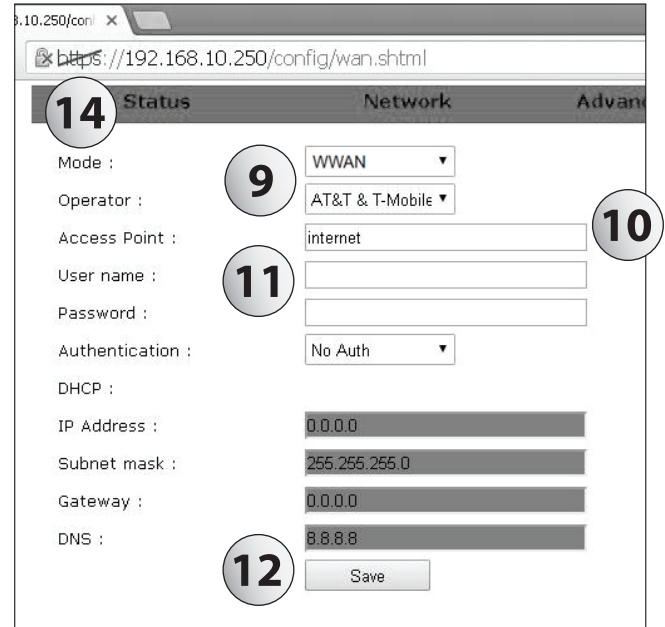 3.10.250/con
https://192.168.10.250/config/wan.shtml
14 Status Network Advan
Mode : 9 WWAN
Operator : AT&T & T-Mobile
Access Point : internet 10
User name : 11
Password :
Authentication : No Auth
DHCP :
IP Address : 0.0.0.0
Subnet mask : 255.255.255.0
Gateway : 0.0.0.0
DNS : 8.8.8.8
12 Save